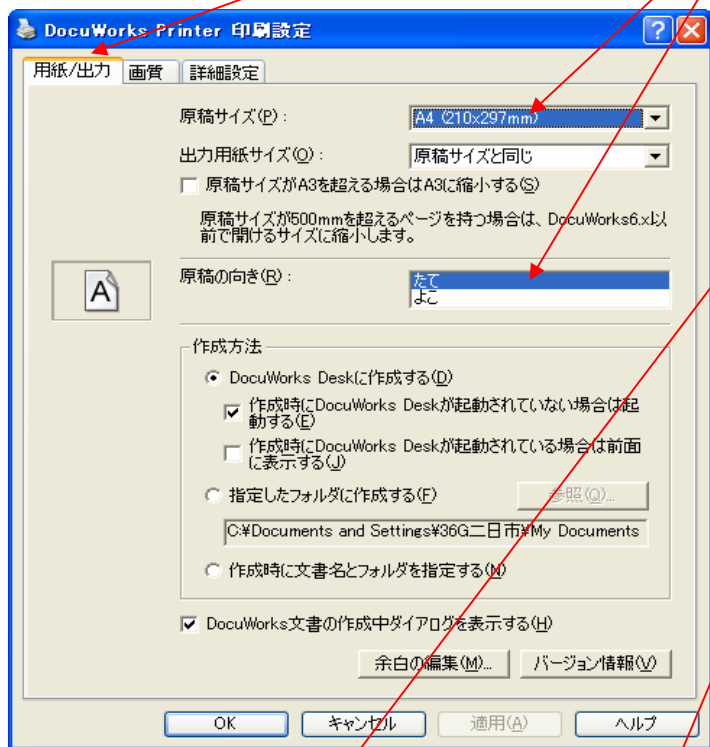 DocuWorks Printer 印刷設定
用紙/出力 画質 詳細設定
原稿サイズ(P): A4 (210x297mm)
出力用紙サイズ(O): 原稿サイズと同じ
原稿サイズがA3を超える場合はA3に縮小する(S)
原稿サイズが500mmを超えるページを持つ場合は、DocuWorks6.x以
前で開けるサイズに縮小します。
A
原稿の向き(R): たて
よこ
作成方法
DocuWorks Deskに作成する(D)
作成時にDocuWorks Deskが起動されていない場合は起
動する(E)
作成時にDocuWorks Deskが起動されている場合は前面
に表示する(J)
指定したフォルダに作成する(F) 参照(Q)...
C:¥Documents and Settings¥36G二日市¥My Documents
作成時に文書名とフォルダを指定する(N)
DocuWorks文書の作成中ダイアログを表示する(H)
余白の編集(M)... バージョン情報(V)
OK キャンセル 適用(A) ヘルプ